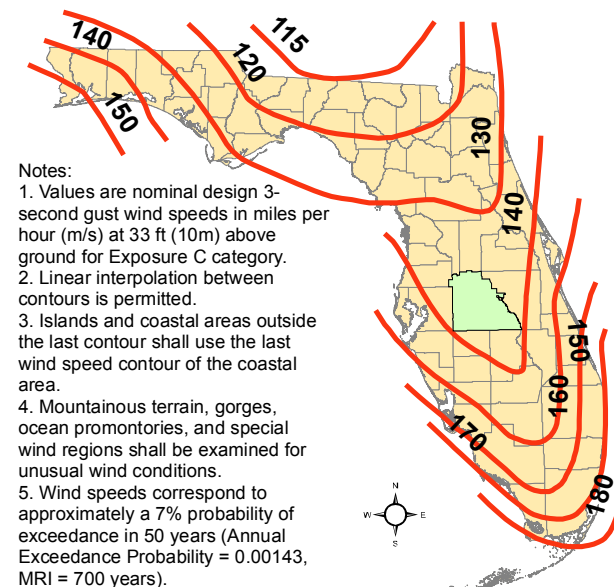 115
140
120
150
130
140
Notes:
1. Values are nominal design 3-
second gust wind speeds in miles per
hour (m/s) at 33 ft (10m) above
ground for Exposure C category.
2. Linear interpolation between
contours is permitted.
3. Islands and coastal areas outside
the last contour shall use the last
wind speed contour of the coastal
area.
4. Mountainous terrain, gorges,
ocean promontories, and special
wind regions shall be examined for
unusual wind conditions.
5. Wind speeds correspond to
approximately a 7% probability of
exceedance in 50 years (Annual
Exceedance Probability = 0.00143,
MRI = 700 years).
150
160
170
180
N
W E
S